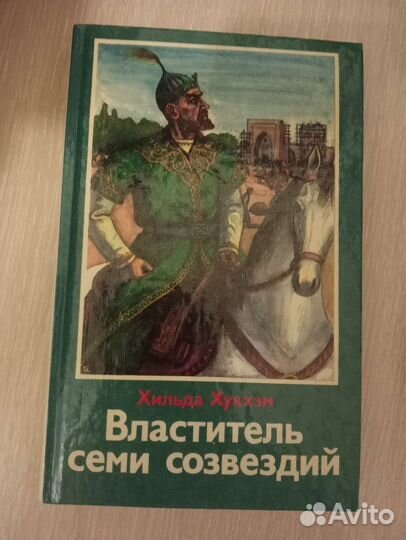 Хильда Хукхэм
Властитель
семи созвездий
Avito